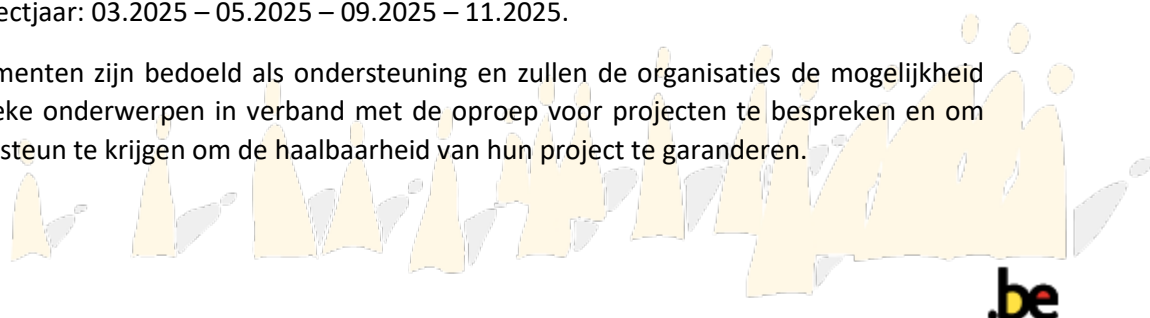 ectjaar: 03.2025 – 05.2025 – 09.2025 – 11.2025.
menten zijn bedoeld als ondersteuning en zullen de organisaties de mogelijkheid
eke onderwerpen in verband met de oproep voor projecten te bespreken en om
steun te krijgen om de haalbaarheid van hun project te garanderen.
.be